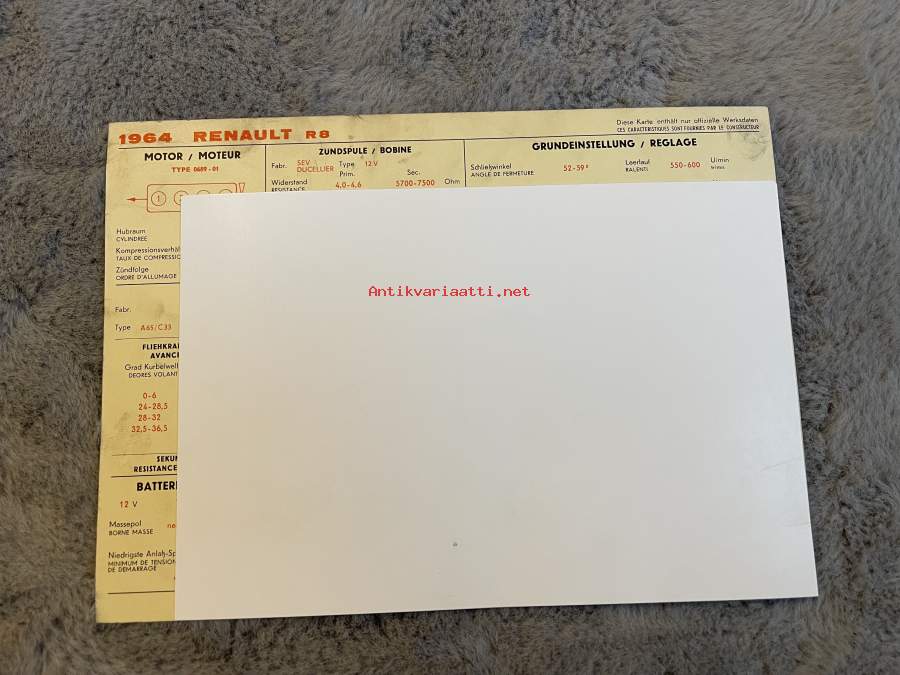 1964 RENAULT R8
Diese Karte enthält nur offizielle Werksdaten
CES CARACTERISTIQUES SONT FOURNIES PAR LE CONSTRUCTEUR
MOTOR / MOTEUR
TYPE 0689-01
1
Hubraum
CYLINDREE
Kompressionsverhäl
TAUX DE COMPRESSIO
Zündfolge
ORDRE D'ALLUMAGE
Fabr.
Type A65/C33
FLIEHKRA
AVANC
Grad Kurbelwell
DEGRES VOLANT
0-6
24-28,5
28-32
32,5-36,5
SEKUN
RESISTANCE
BATTERI
12 V
Massepol ne
BORNE MASSE
Niedrigste Anlaß-Sp
MINIMUM DE TENSION
DE DEMARRAGE
ZÜNDSPULE / BOBINE
Fabr. SEV Type 12 V
DUCELLIER
Prim. Sec.
Widerstand 4,0-4,6 5700-7500 Ohm
RESISTANCE
GRUNDEINSTELLUNG / REGLAGE
Schließwinkel 52-59° Leerlauf 550-600 U/min
ANGLE DE FERMETURE RALENTI t/mn
Antikvariaatti.net